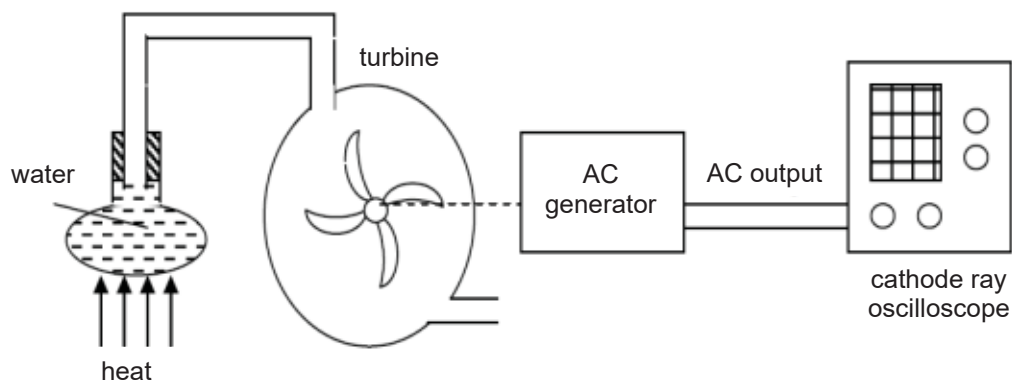 turbine
water
AC
generator
AC output
cathode ray
oscilloscope
heat